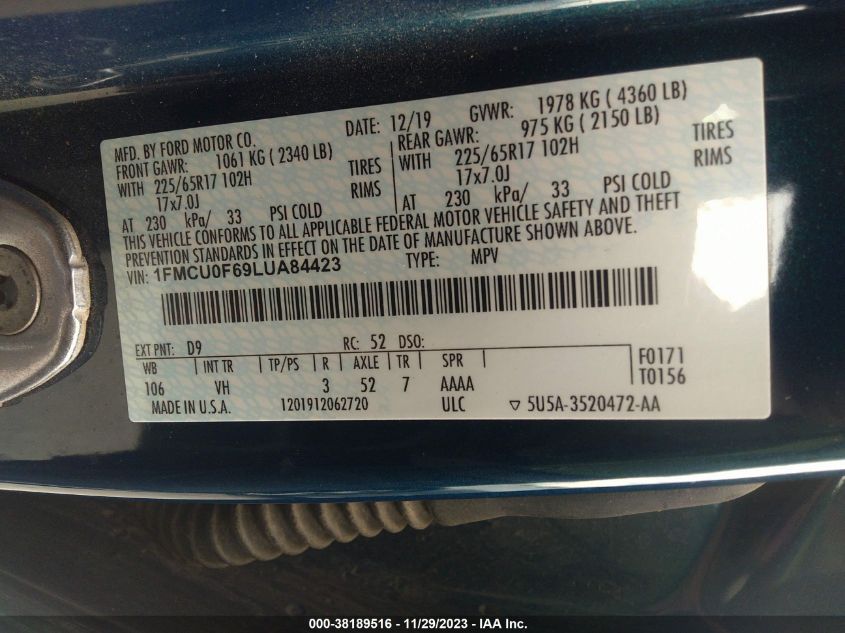 MFD. BY FORD MOTOR CO.
DATE: 12/19
GVWR: 1978 KG ( 4360 LB)
FRONT GAWR: 1061 KG ( 2340 LB)
REAR GAWR: 975 KG ( 2150 LB)
WITH 225/65R17 102H TIRES
WITH 225/65R17 102H TIRES
17x7.0J RIMS
17x7.0J RIMS
AT 230 kPa/ 33 PSI COLD
AT 230 kPa/ 33 PSI COLD
THIS VEHICLE CONFORMS TO ALL APPLICABLE FEDERAL MOTOR VEHICLE SAFETY AND THEFT
PREVENTION STANDARDS IN EFFECT ON THE DATE OF MANUFACTURE SHOWN ABOVE.
VIN: 1FMCU0F69LUA84423
TYPE: MPV
EXT PNT: D9 RC: 52 DSO:
WB INT TR TP/PS R AXLE TR SPR
106 VH 3 52 7 AAAA
F0171
T0156
MADE IN U.S.A. 1201912062720 ULC ▽ 5U5A-3520472-AA
000-38189516 - 11/29/2023 - IAA Inc.